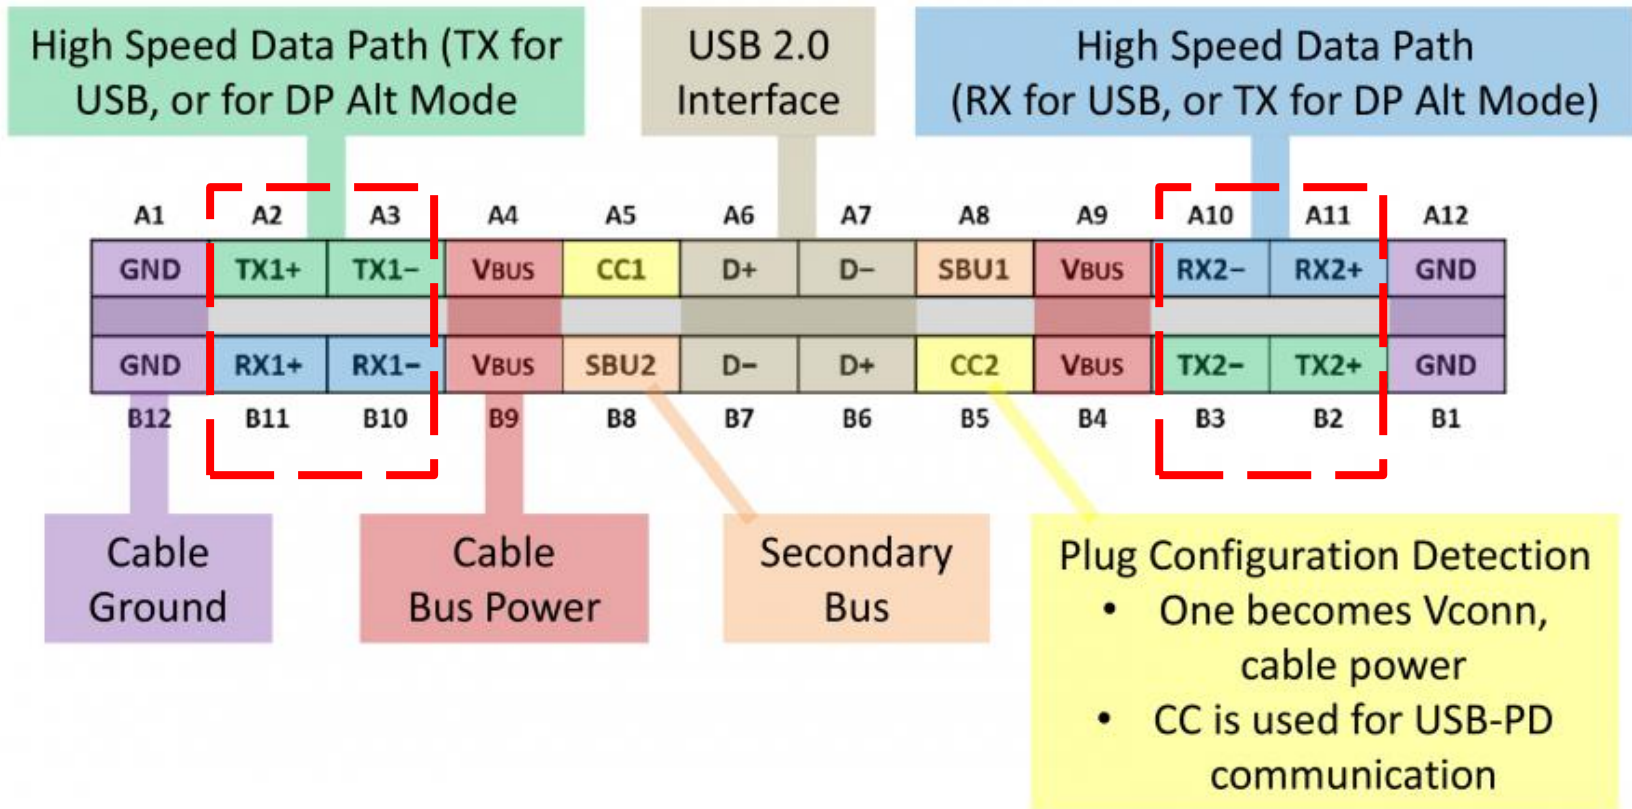 High Speed Data Path (TX for
USB, or for DP Alt Mode
USB 2.0
Interface
High Speed Data Path
(RX for USB, or TX for DP Alt Mode)
A1 A2 A3 A4 A5 A6 A7 A8 A9 A10 A11 A12
GND TX1+ TX1− VBUS CC1 D+ D− SBU1 VBUS RX2− RX2+ GND
GND RX1+ RX1− VBUS SBU2 D− D+ CC2 VBUS TX2− TX2+ GND
B12 B11 B10 B9 B8 B7 B6 B5 B4 B3 B2 B1
Cable
Ground
Cable
Bus Power
Secondary
Bus
Plug Configuration Detection
• One becomes Vconn,
cable power
• CC is used for USB-PD
communication